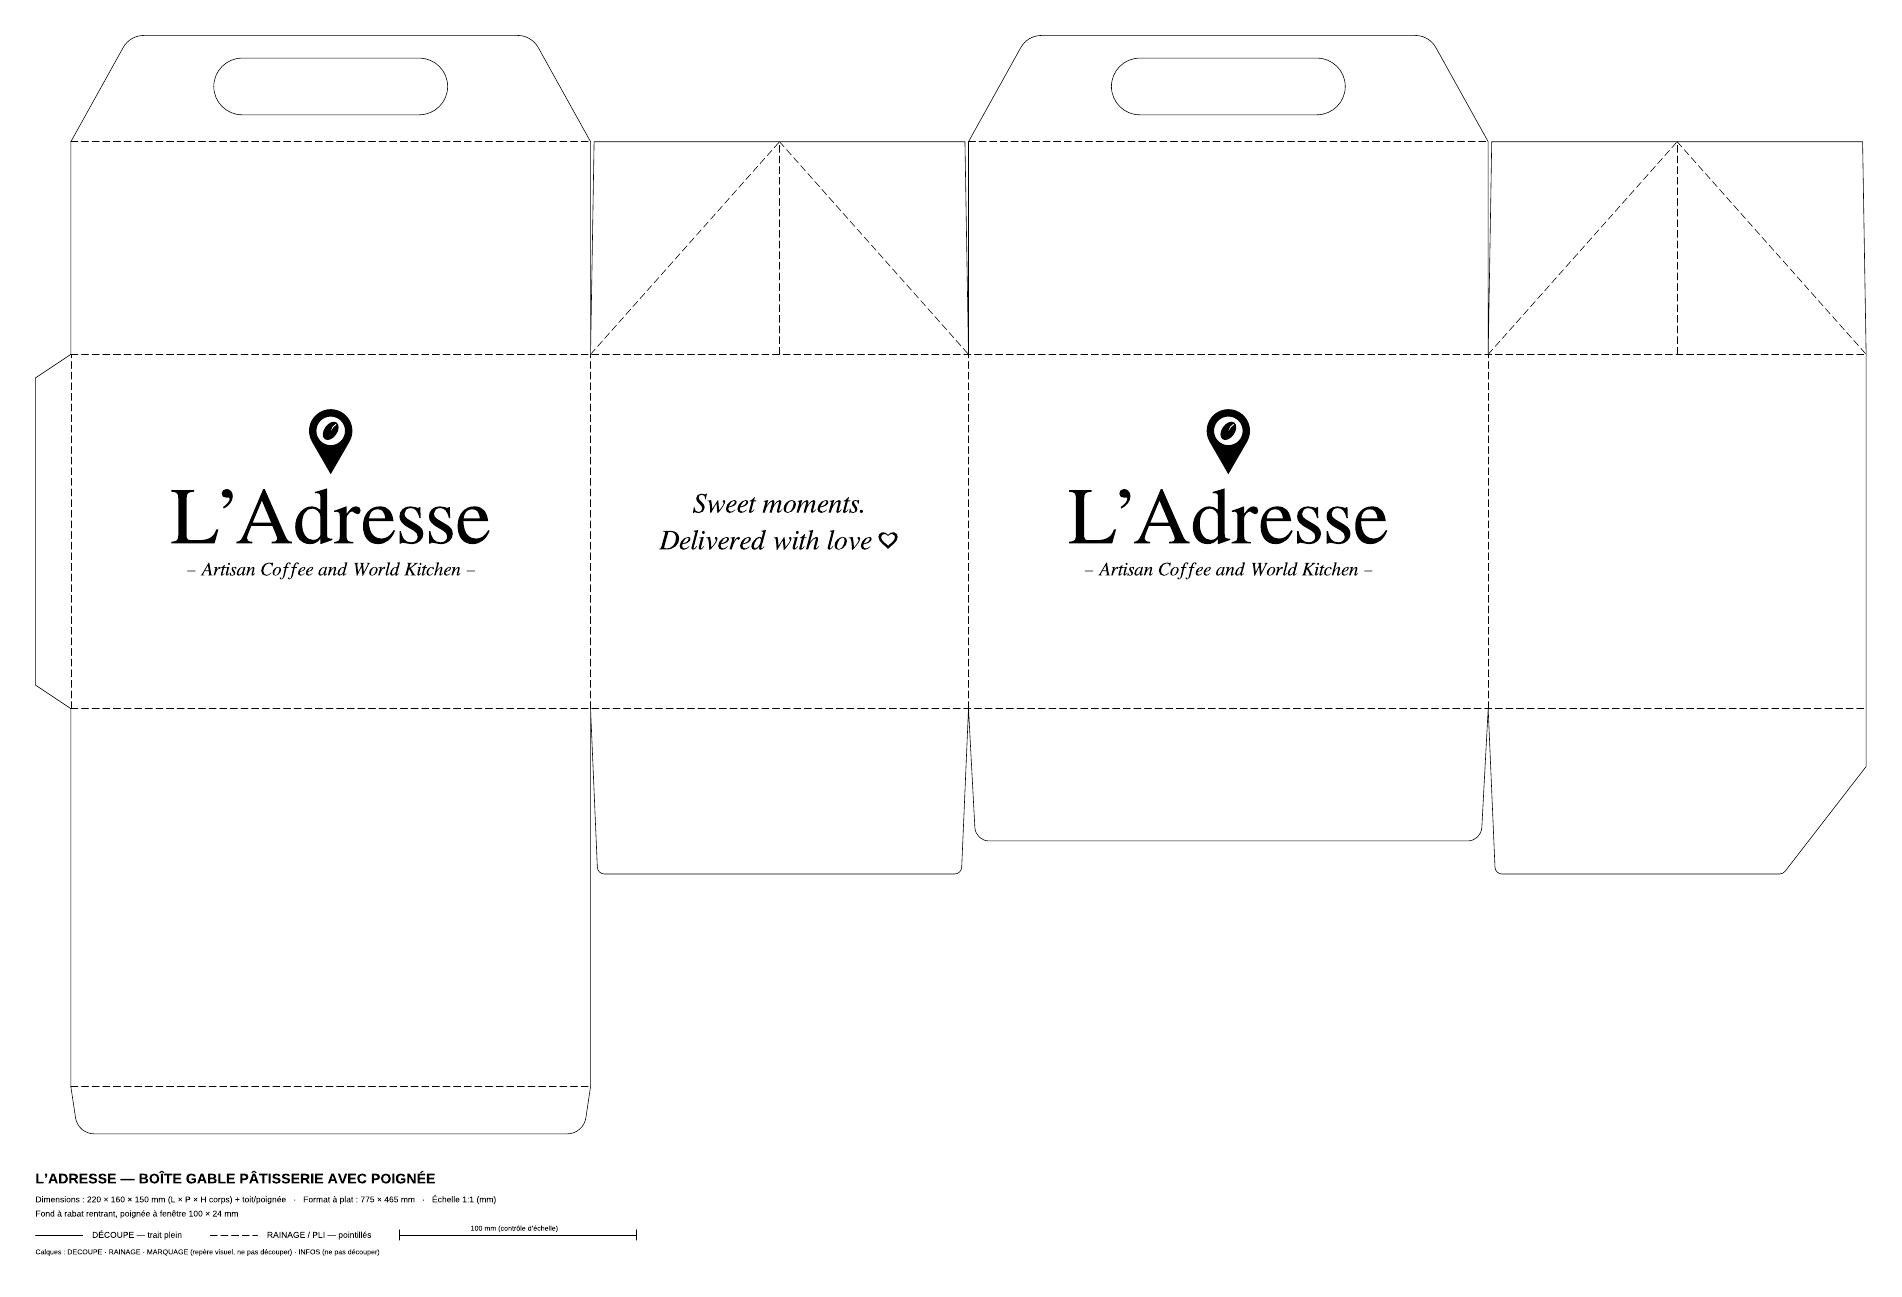 L’Adresse
– Artisan Coffee and World Kitchen –
Sweet moments.
Delivered with love ♡
L’Adresse
– Artisan Coffee and World Kitchen –
L’ADRESSE — BOÎTE GABLE PÂTISSERIE AVEC POIGNÉE
Dimensions : 220 × 160 × 150 mm (L × P × H corps) + toit/poignée · Format à plat : 775 × 465 mm · Échelle 1:1 (mm)
Fond à rabat rentrant, poignée à fenêtre 100 × 24 mm
DÉCOUPE — trait plein
RAINAGE / PLI — pointillés
100 mm (contrôle d'échelle)
Calques : DECOUPE · RAINAGE · MARQUAGE (repère visuel, ne pas découper) · INFOS (ne pas découper)